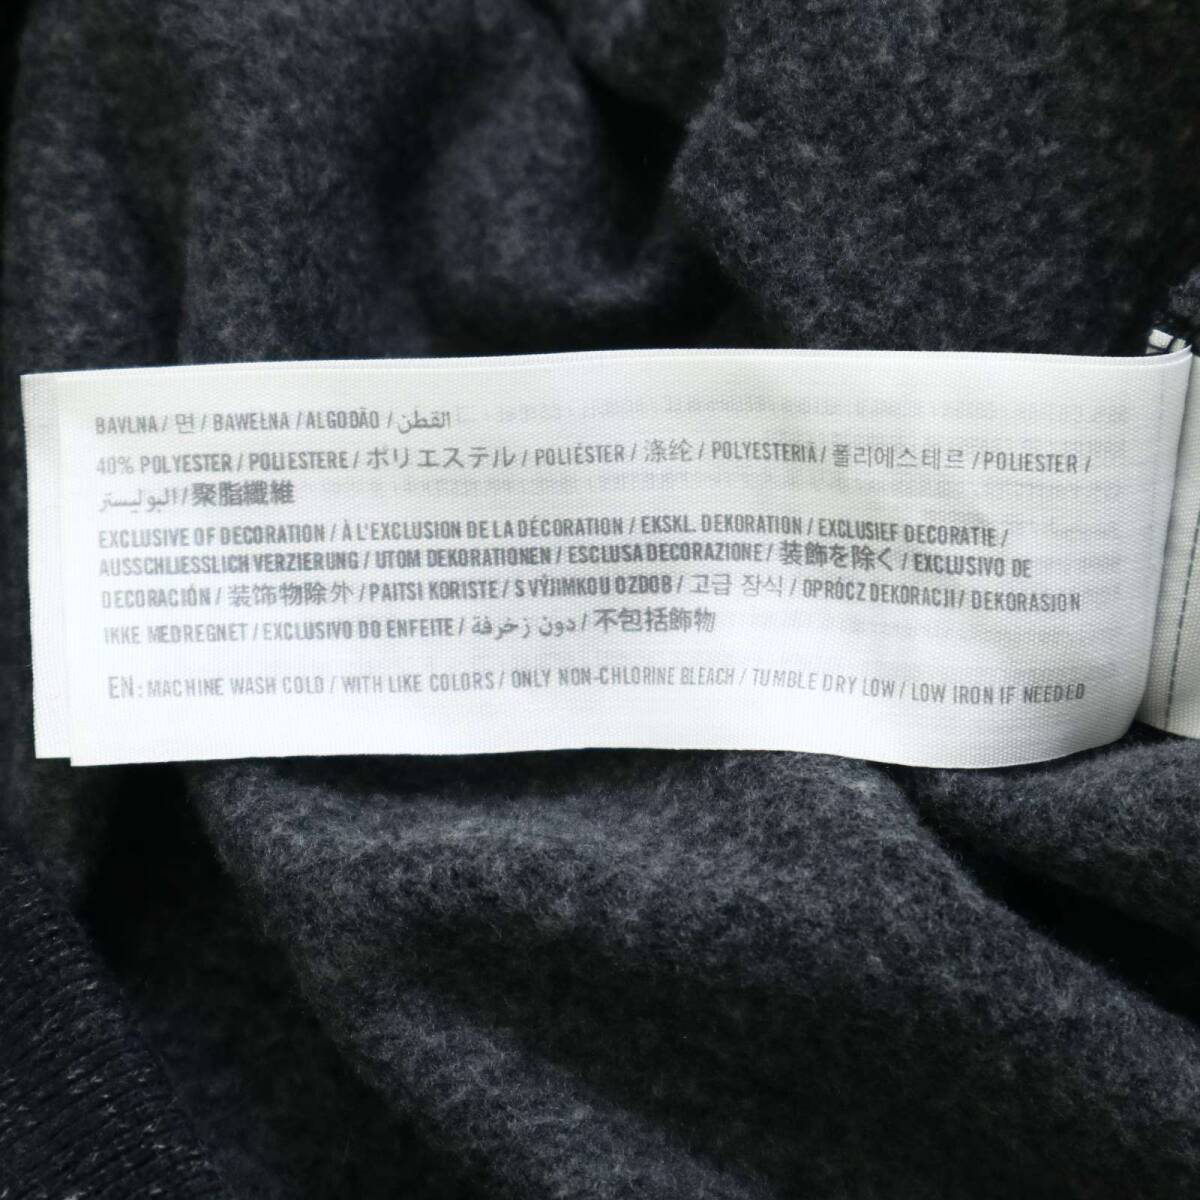 BAVLNA / 면 / BAWEŁNA / ALGODÃO / القطن
40% POLYESTER / POLIESTERE / ポリエステル / POLIÉSTER / 涤纶 / POLYESTERIÄ / 폴리에스테르 / POLIESTER /
البوليستر / 聚脂纖維
EXCLUSIVE OF DECORATION / À L'EXCLUSION DE LA DÉCORATION / EKSKL. DEKORATION / EXCLUSIEF DECORATIE /
AUSSCHLIESSLICH VERZIERUNG / UTOM DEKORATIONEN / ESCLUSA DECORAZIONE / 装飾を除く / EXCLUSIVO DE
DECORACIÓN / 装饰物除外 / PAITSI KORISTE / S VÝJIMKOU OZDOB / 고급 장식 / OPRÓCZ DEKORACJI / DEKORASJON
IKKE MEDREGNET / EXCLUSIVO DO ENFEITE / دون زخرفة / 不包括飾物
EN: MACHINE WASH COLD / WITH LIKE COLORS / ONLY NON-CHLORINE BLEACH / TUMBLE DRY LOW / LOW IRON IF NEEDED